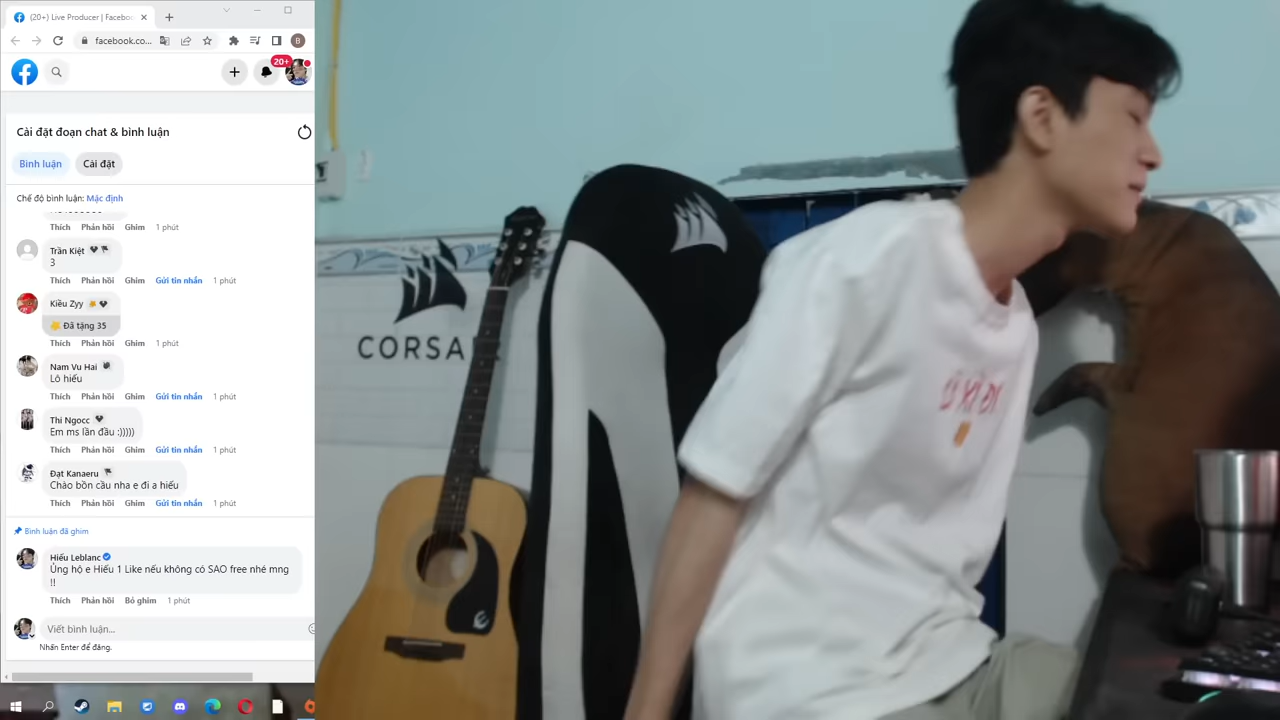 (20+) Live Producer | Faceboo
facebook.co...
B
20+
Cài đặt đoạn chat & bình luận
Bình luận
Cài đặt
Chế độ bình luận: Mặc định
Thích Phản hồi Ghim 1 phút
Trần Kiệt
3
Thích Phản hồi Ghim Gửi tin nhắn 1 phút
Kiều Zyy
Đã tặng 35
Thích Phản hồi Ghim 1 phút
Nam Vu Hai
Lô hiếu
Thích Phản hồi Ghim Gửi tin nhắn 1 phút
Thi Ngocc
Em ms lần đầu :)))))
Thích Phản hồi Ghim Gửi tin nhắn 1 phút
Đạt Kanaeru
Chào bồn cầu nha e đi a hiếu
Thích Phản hồi Ghim Gửi tin nhắn 1 phút
Bình luận đã ghim
Hiếu Leblanc
Ủng hộ e Hiếu 1 Like nếu không có SAO free nhé mng
!!
Thích Phản hồi Bỏ ghim 1 phút
Viết bình luận...
Nhấn Enter để đăng.
CORSA